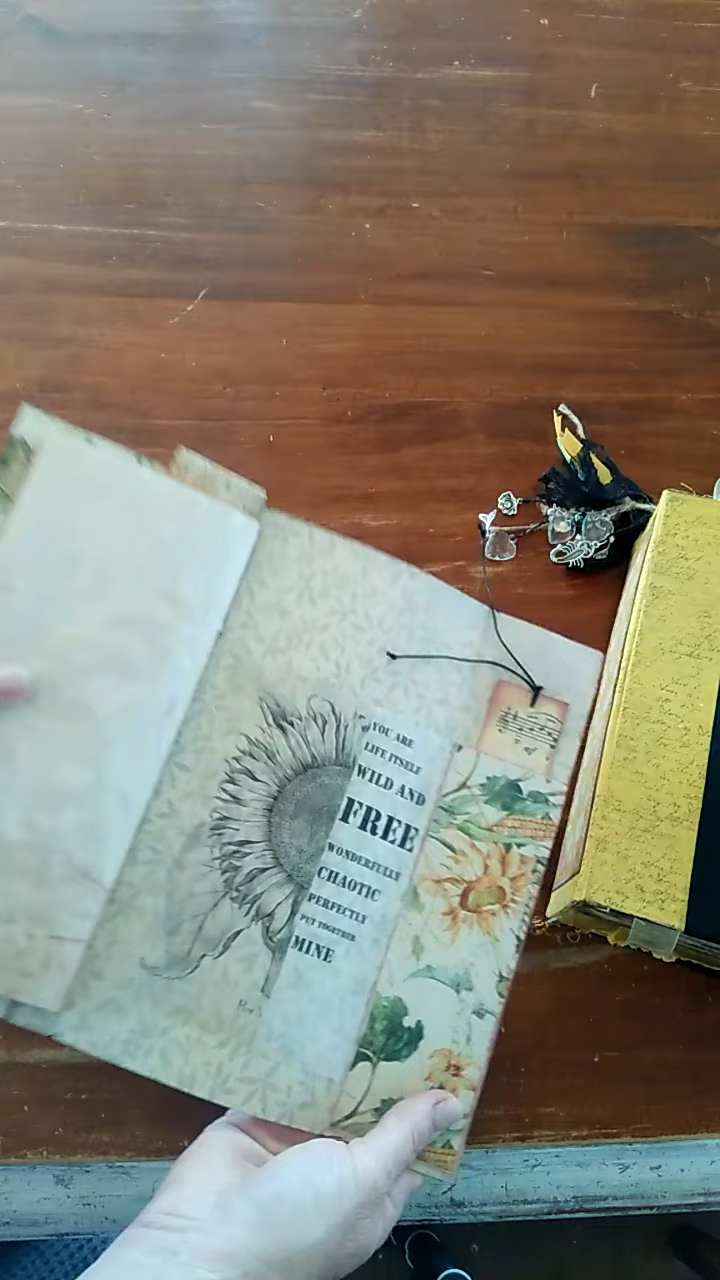 YOU ARE
LIFE ITSELF
WILD AND
FREE
WONDERFULLY
CHAOTIC
PERFECTLY
PUT TOGETHER
MINE